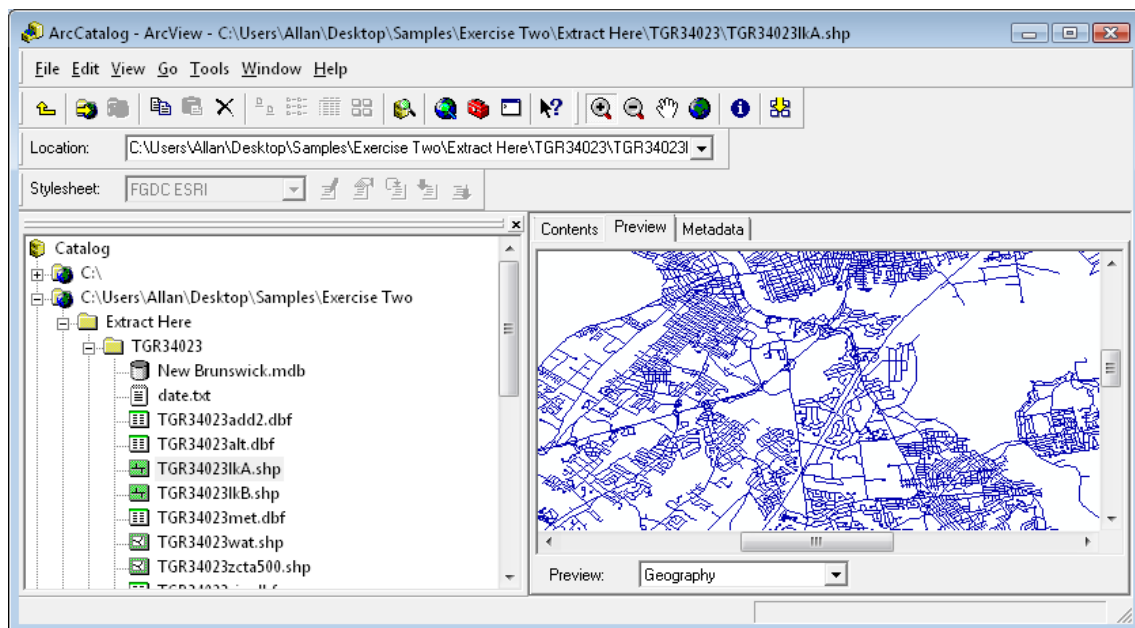 ArcCatalog - ArcView - C:\Users\Allan\Desktop\Samples\Exercise Two\Extract Here\TGR34023\TGR34023lkA.shp
File Edit View Go Tools Window Help
Location: C:\Users\Allan\Desktop\Samples\Exercise Two\Extract Here\TGR34023\TGR34023l
Stylesheet: FGDC ESRI
Contents Preview Metadata
Catalog
C:\
C:\Users\Allan\Desktop\Samples\Exercise Two
Extract Here
TGR34023
New Brunswick.mdb
date.txt
TGR34023add2.dbf
TGR34023alt.dbf
TGR34023lkA.shp
TGR34023lkB.shp
TGR34023met.dbf
TGR34023wat.shp
TGR34023zcta500.shp
Preview: Geography